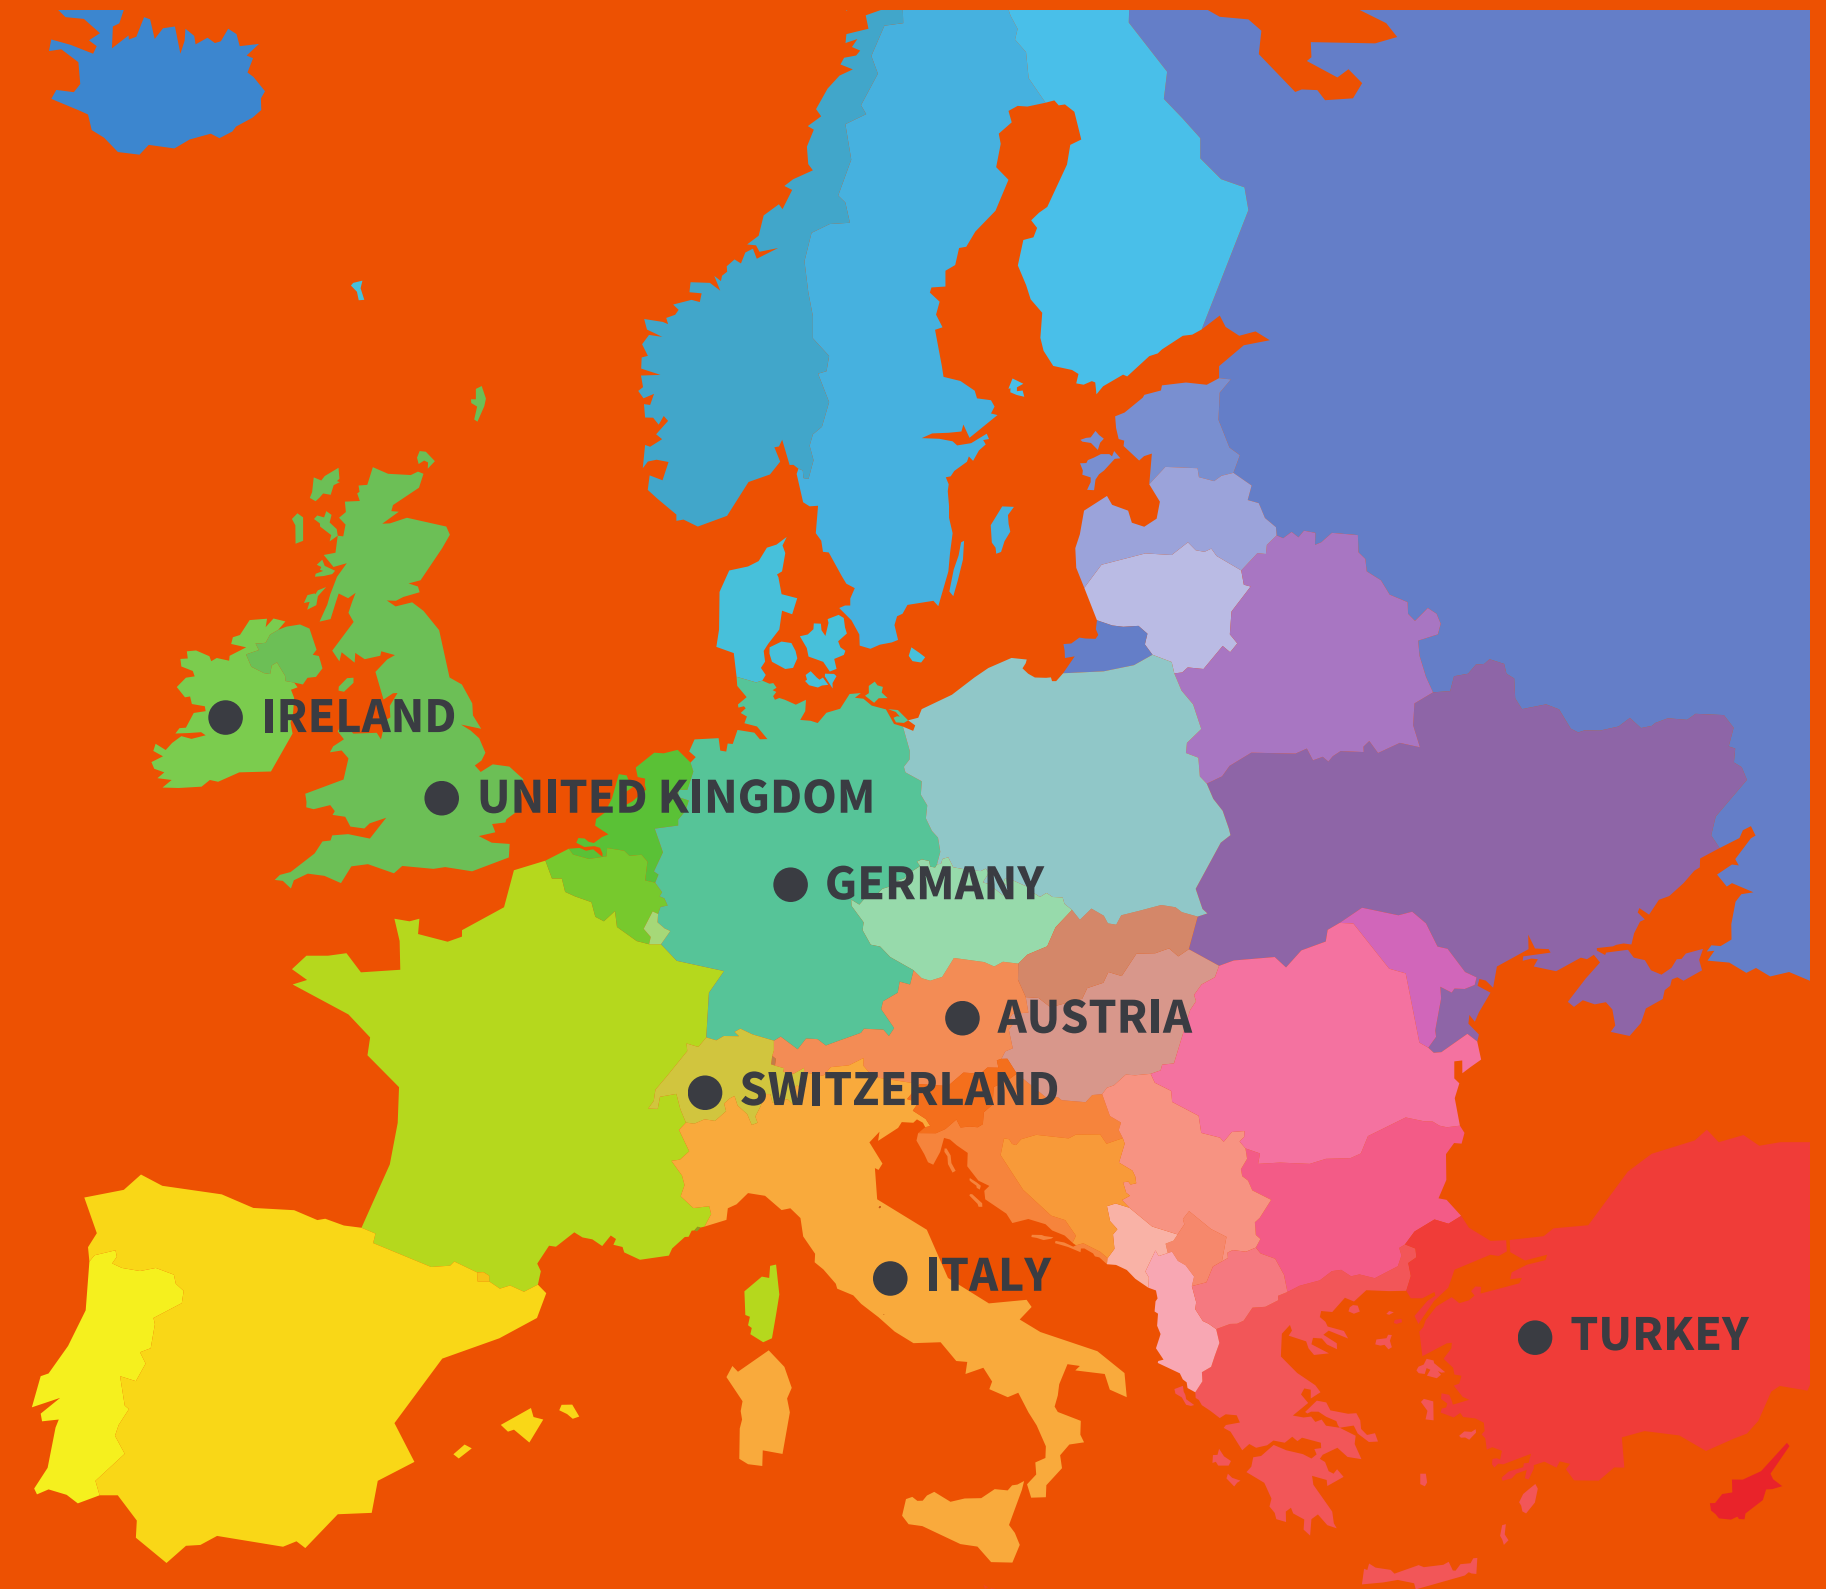 IRELAND
UNITED KINGDOM
GERMANY
AUSTRIA
SWITZERLAND
ITALY
TURKEY